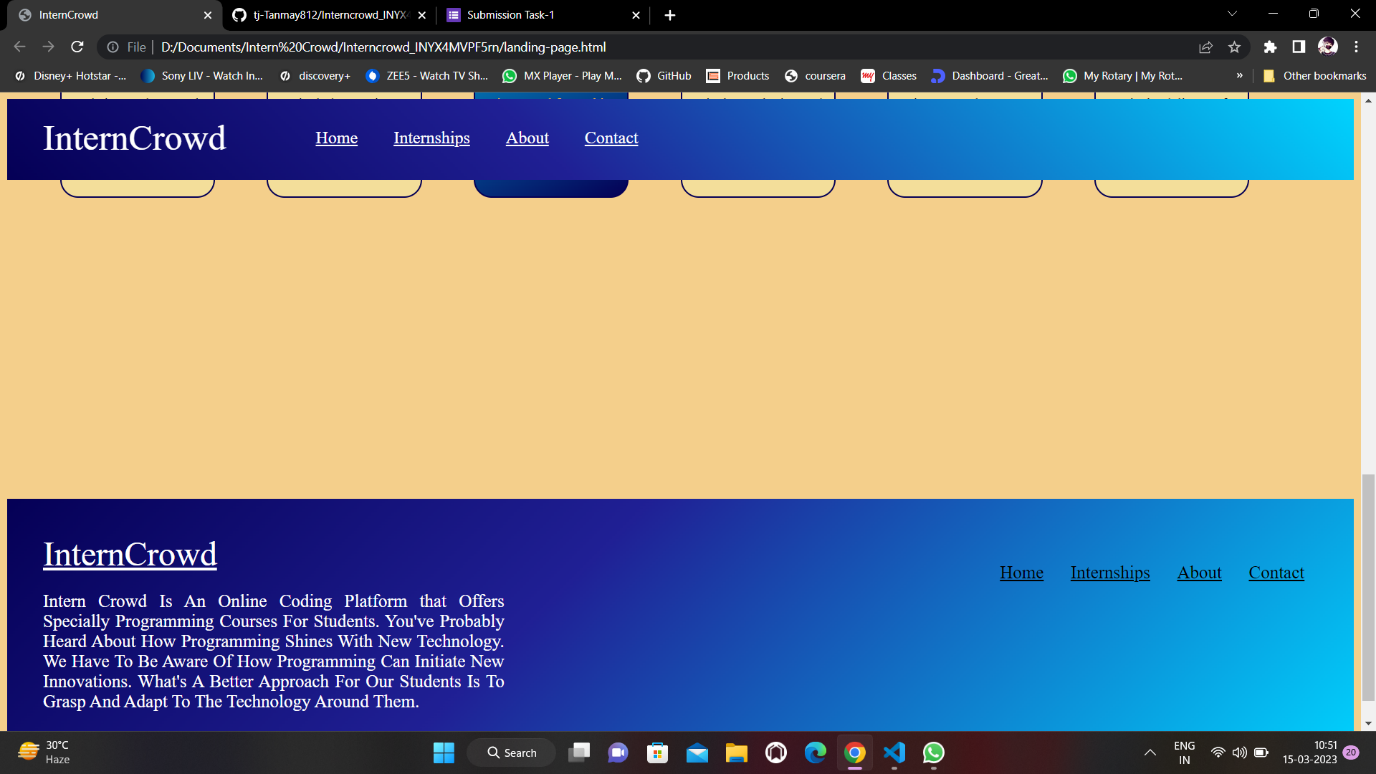 InternCrowd
tj-Tanmay812/Interncrowd_INYX4
Submission Task-1
File
D:/Documents/Intern%20Crowd/Interncrowd_INYX4MVPF5rn/landing-page.html
Disney+ Hotstar -...
Sony LIV - Watch In...
discovery+
ZEE5 - Watch TV Sh...
MX Player - Play M...
GitHub
Products
coursera
my
Classes
Dashboard - Great...
My Rotary | My Rot...
»
Other bookmarks
InternCrowd
Home Internships About Contact
InternCrowd
Home Internships About Contact
Intern Crowd Is An Online Coding Platform that Offers
Specially Programming Courses For Students. You've Probably
Heard About How Programming Shines With New Technology.
We Have To Be Aware Of How Programming Can Initiate New
Innovations. What's A Better Approach For Our Students Is To
Grasp And Adapt To The Technology Around Them.
30°C
Haze
Search
ENG
IN
10:51
15-03-2023
20